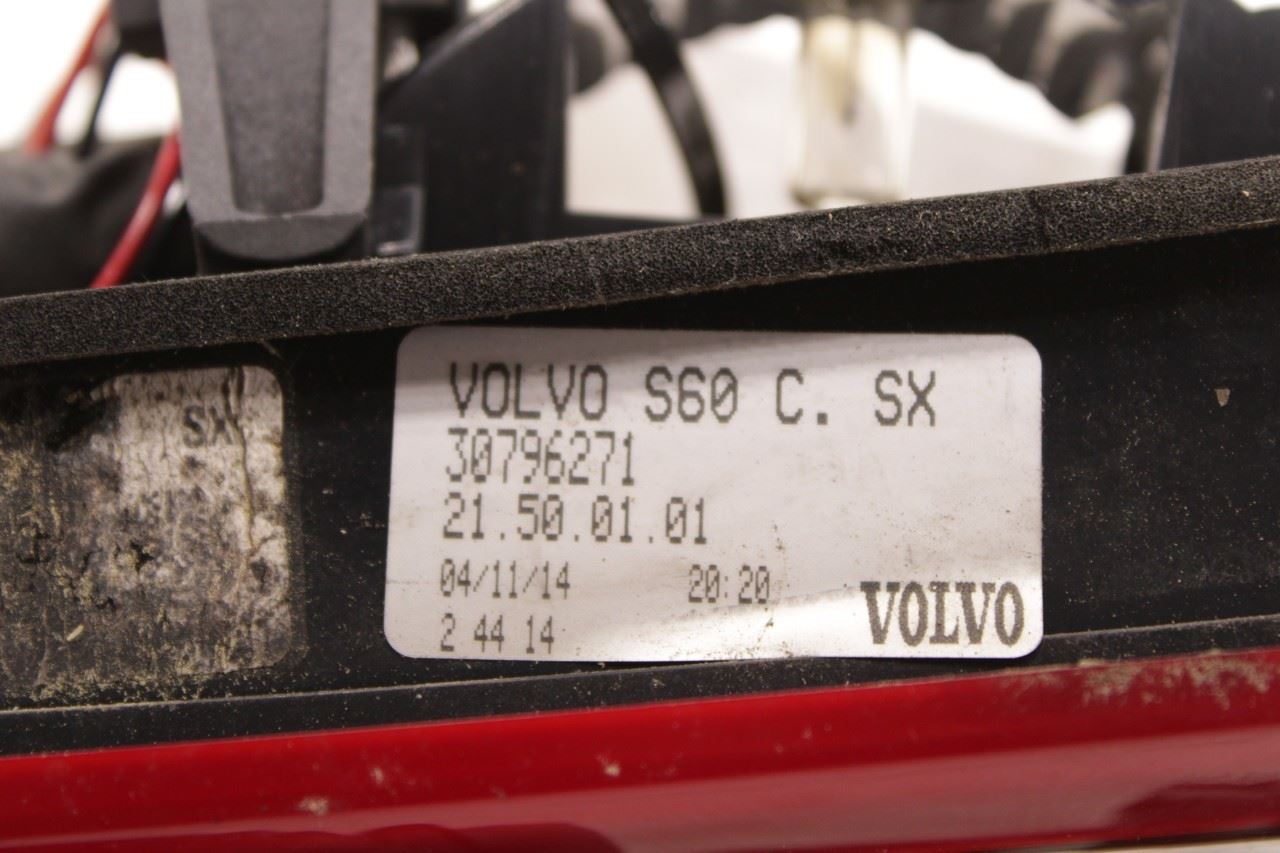 VOLVO S60 C. SX
30796271
21.50.01.01
04/11/14 20:20
2 44 14 VOLVO
SX